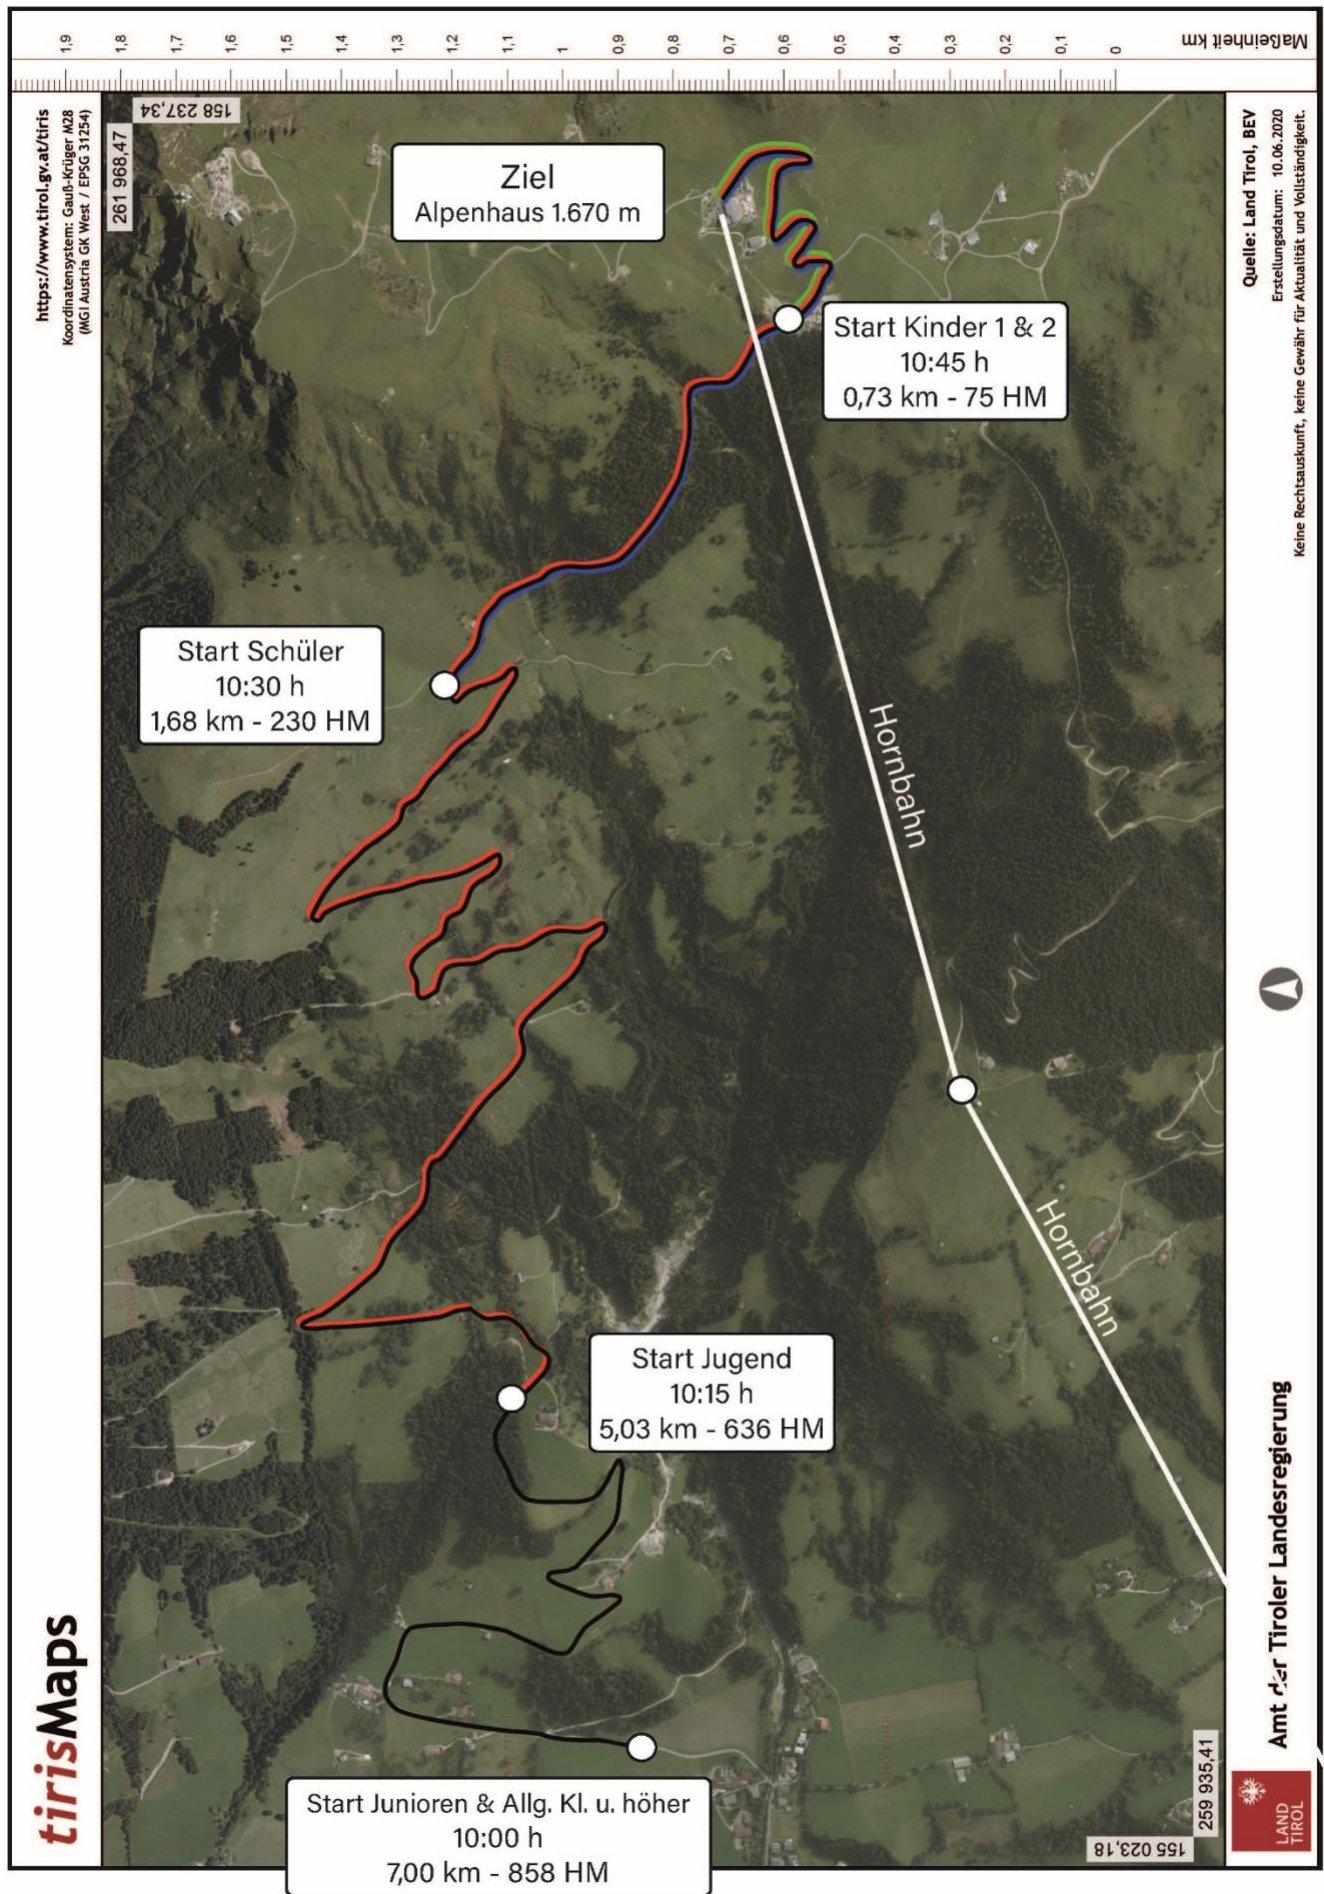 Maßeinheit km
0
0,1
0,2
0,3
0,4
0,5
0,6
0,7
0,8
0,9
1
1,1
1,2
1,3
1,4
1,5
1,6
1,7
1,8
1,9
https://www.tirol.gv.at/tiris
Koordinatensystem: Gauß-Krüger M28
(MGI Austria GK West / EPSG 31254)
158 237,34
261 968,47
Ziel
Alpenhaus 1.670 m
Start Kinder 1 & 2
10:45 h
0,73 km - 75 HM
Start Schüler
10:30 h
1,68 km - 230 HM
Hornbahn
Hornbahn
Start Jugend
10:15 h
5,03 km - 636 HM
Start Junioren & Allg. Kl. u. höher
10:00 h
7,00 km - 858 HM
tirisMaps
155 023,18
259 935,41
Quelle: Land Tirol, BEV
Erstellungsdatum: 10.06.2020
Keine Rechtsauskunft, keine Gewähr für Aktualität und Vollständigkeit.
Amt der Tiroler Landesregierung
LAND
TIROL